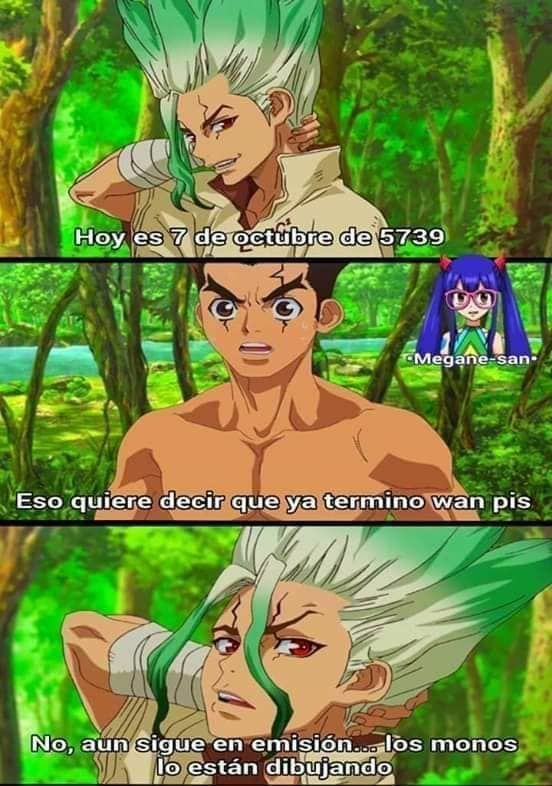 Hoy es 7 de octubre de 5739
•Megane-san•
Eso quiere decir que ya termino wan pis
No, aun sigue en emisión... los monos
lo están dibujando